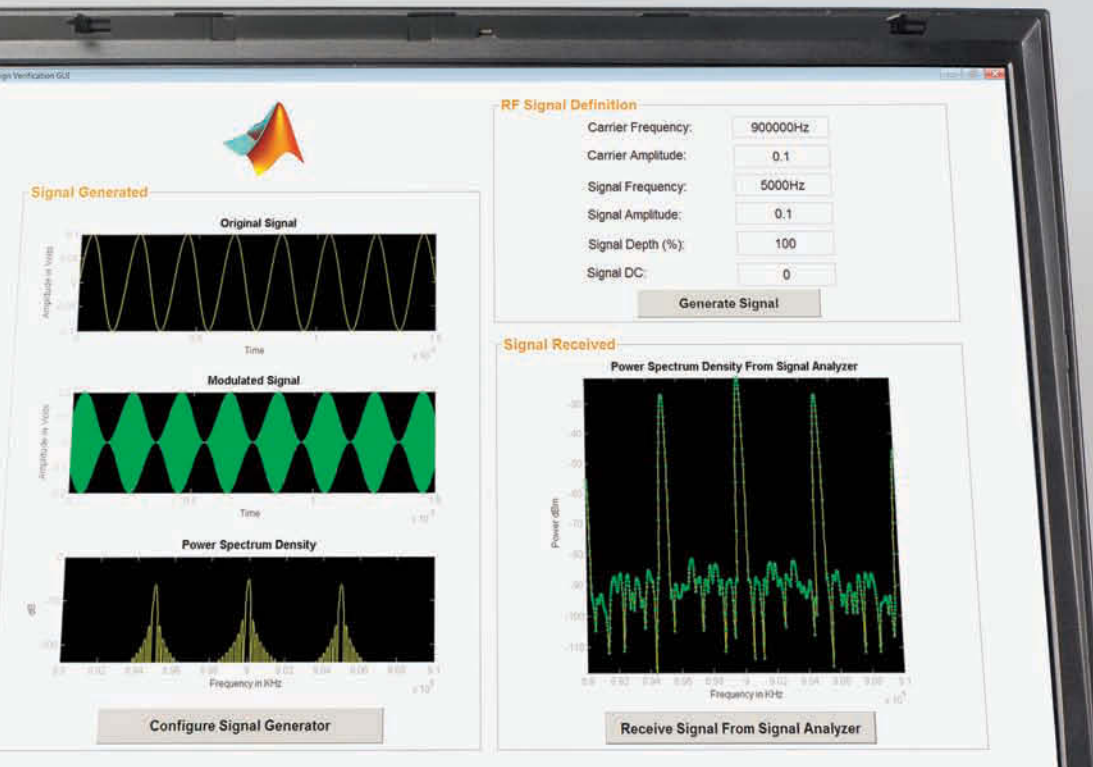 ign Verification GUI
RF Signal Definition
Carrier Frequency: 900000Hz
Carrier Amplitude: 0.1
Signal Frequency: 5000Hz
Signal Amplitude: 0.1
Signal Depth (%): 100
Signal DC: 0
Generate Signal
Signal Generated
Original Signal
Amplitude in Volts
Time
Modulated Signal
Amplitude in Volts
Time
Power Spectrum Density
dB
Frequency in KHz
Configure Signal Generator
Signal Received
Power Spectrum Density From Signal Analyzer
Power dBm
Frequency in KHz
Receive Signal From Signal Analyzer